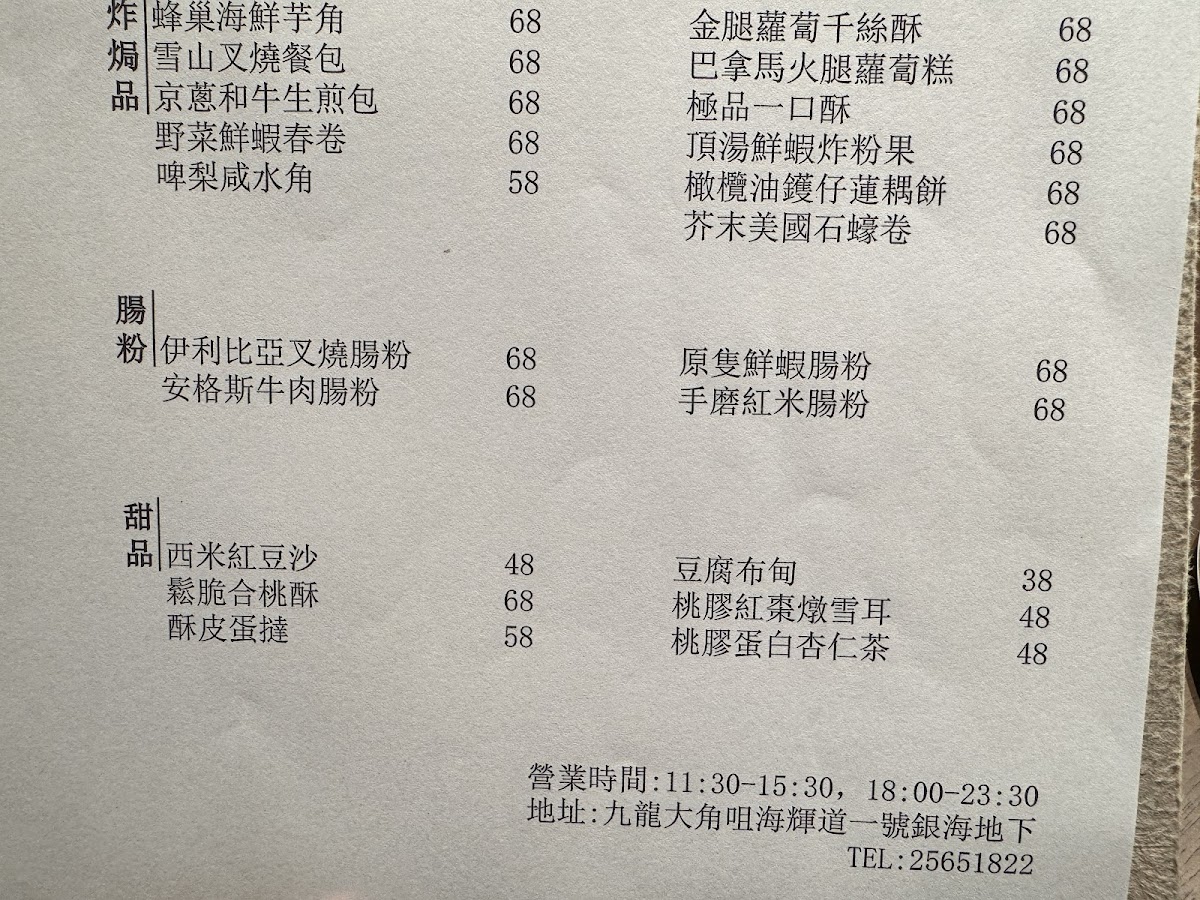 炸焗品
蜂巢海鮮芋角 68
雪山叉燒餐包 68
京蔥和牛生煎包 68
野菜鮮蝦春卷 68
啤梨咸水角 58
金腿蘿蔔千絲酥 68
巴拿馬火腿蘿蔔糕 68
極品一口酥 68
頂湯鮮蝦炸粉果 68
橄欖油鑊仔蓮耦餅 68
芥末美國石蠔卷 68
腸粉
伊利比亞叉燒腸粉 68
安格斯牛肉腸粉 68
原隻鮮蝦腸粉 68
手磨紅米腸粉 68
甜品
西米紅豆沙 48
鬆脆合桃酥 68
酥皮蛋撻 58
豆腐布甸 38
桃膠紅棗燉雪耳 48
桃膠蛋白杏仁茶 48
營業時間:11:30-15:30, 18:00-23:30
地址:九龍大角咀海輝道一號銀海地下
TEL:25651822